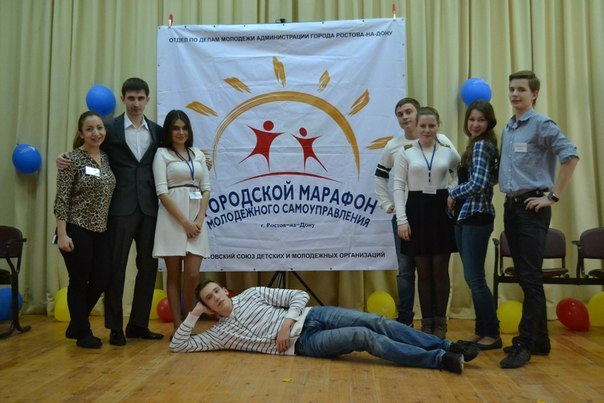 ОТДЕЛ ПО ДЕЛАМ МОЛОДЕЖИ АДМИНИСТРАЦИИ ГОРОДА РОСТОВА-НА-ДОНУ
ОРОДСКОЙ МАРАФОН
МОЛОДЕЖНОГО САМОУПРАВЛЕНИЯ
г. Ростов-на-Дону
ОВСКИЙ СОЮЗ ДЕТСКИХ И МОЛОДЕЖНЫХ ОРГАНИЗАЦИЙ